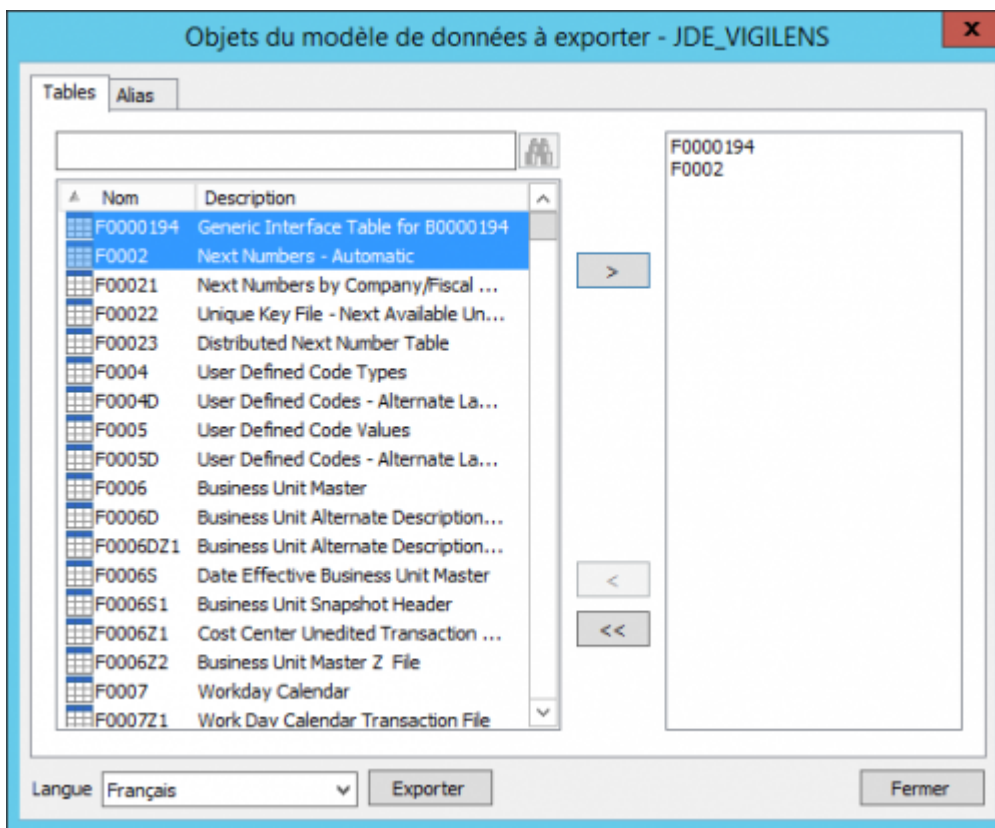 Objets du modèle de données à exporter - JDE_VIGILENS
x
Tables Alias
Nom Description
F0000194 Generic Interface Table for B0000194
F0002 Next Numbers - Automatic
F00021 Next Numbers by Company/Fiscal ...
F00022 Unique Key File - Next Available Un...
F00023 Distributed Next Number Table
F0004 User Defined Code Types
F0004D User Defined Codes - Alternate La...
F0005 User Defined Code Values
F0005D User Defined Codes - Alternate La...
F0006 Business Unit Master
F0006D Business Unit Alternate Description...
F0006DZ1 Business Unit Alternate Description...
F0006S Date Effective Business Unit Master
F0006S1 Business Unit Snapshot Header
F0006Z1 Cost Center Unedited Transaction ...
F0006Z2 Business Unit Master Z File
F0007 Workday Calendar
F0007Z1 Work Day Calendar Transaction File
>
<
<<
F0000194
F0002
Langue Français Exporter Fermer